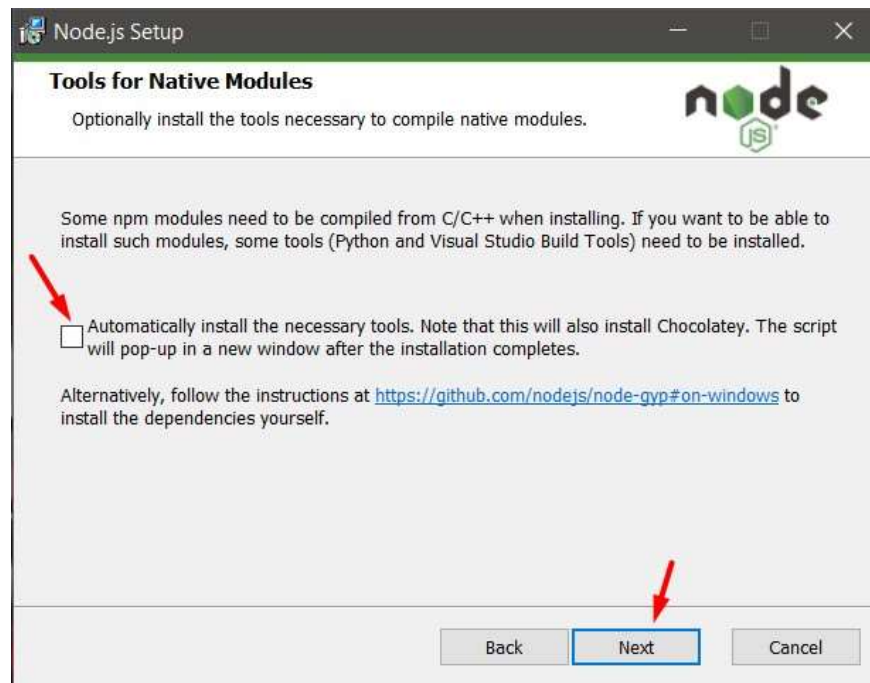 Node.js Setup
Tools for Native Modules
Optionally install the tools necessary to compile native modules.
node
JS
Some npm modules need to be compiled from C/C++ when installing. If you want to be able to
install such modules, some tools (Python and Visual Studio Build Tools) need to be installed.
Automatically install the necessary tools. Note that this will also install Chocolatey. The script
will pop-up in a new window after the installation completes.
Alternatively, follow the instructions at https://github.com/nodejs/node-gyp#on-windows to
install the dependencies yourself.
Back Next Cancel